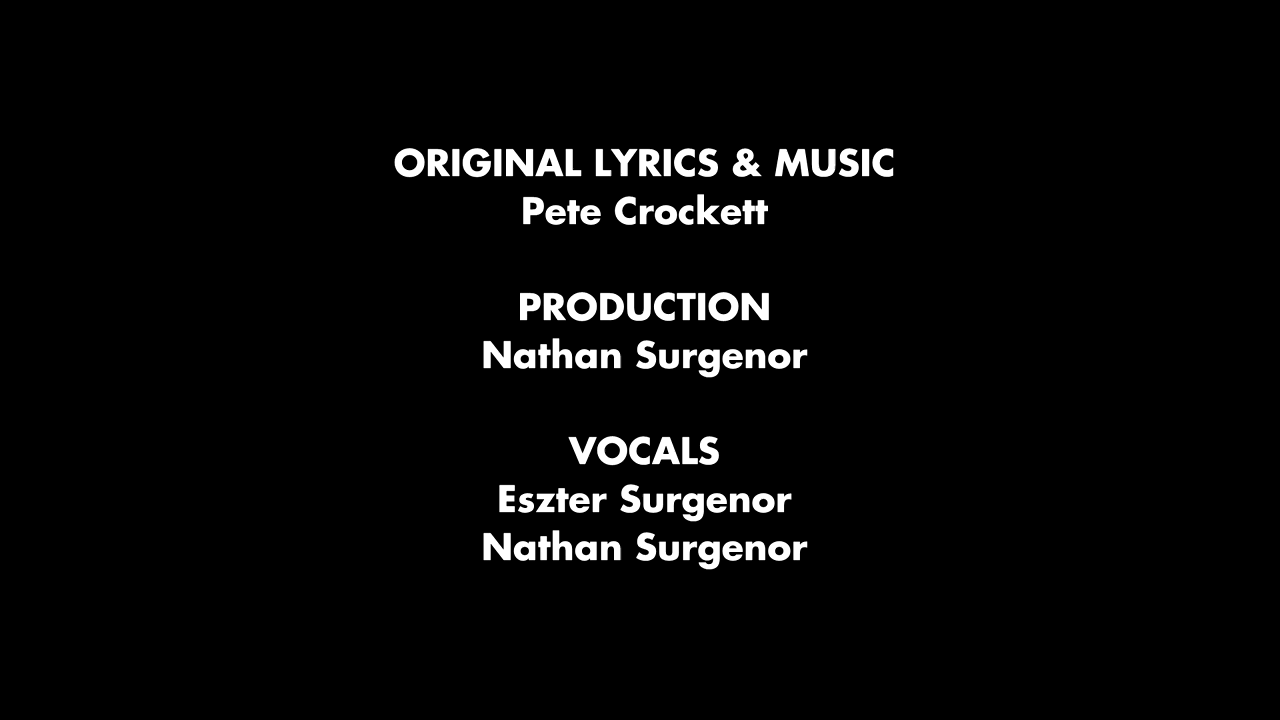 ORIGINAL LYRICS & MUSIC
Pete Crockett
PRODUCTION
Nathan Surgenor
VOCALS
Eszter Surgenor
Nathan Surgenor